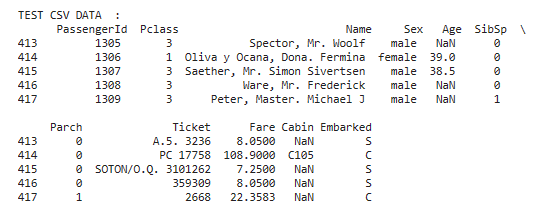 TEST CSV DATA  :
     PassengerId  Pclass                          Name     Sex   Age  SibSp  \
413         1305       3            Spector, Mr. Woolf    male   NaN      0
414         1306       1  Oliva y Ocana, Dona. Fermina  female  39.0      0
415         1307       3  Saether, Mr. Simon Sivertsen    male  38.5      0
416         1308       3           Ware, Mr. Frederick    male   NaN      0
417         1309       3      Peter, Master. Michael J    male   NaN      1
     Parch              Ticket      Fare Cabin Embarked
413      0           A.5. 3236    8.0500   NaN        S
414      0            PC 17758  108.9000  C105        C
415      0  SOTON/O.Q. 3101262    7.2500   NaN        S
416      0              359309    8.0500   NaN        S
417      1                2668   22.3583   NaN        C